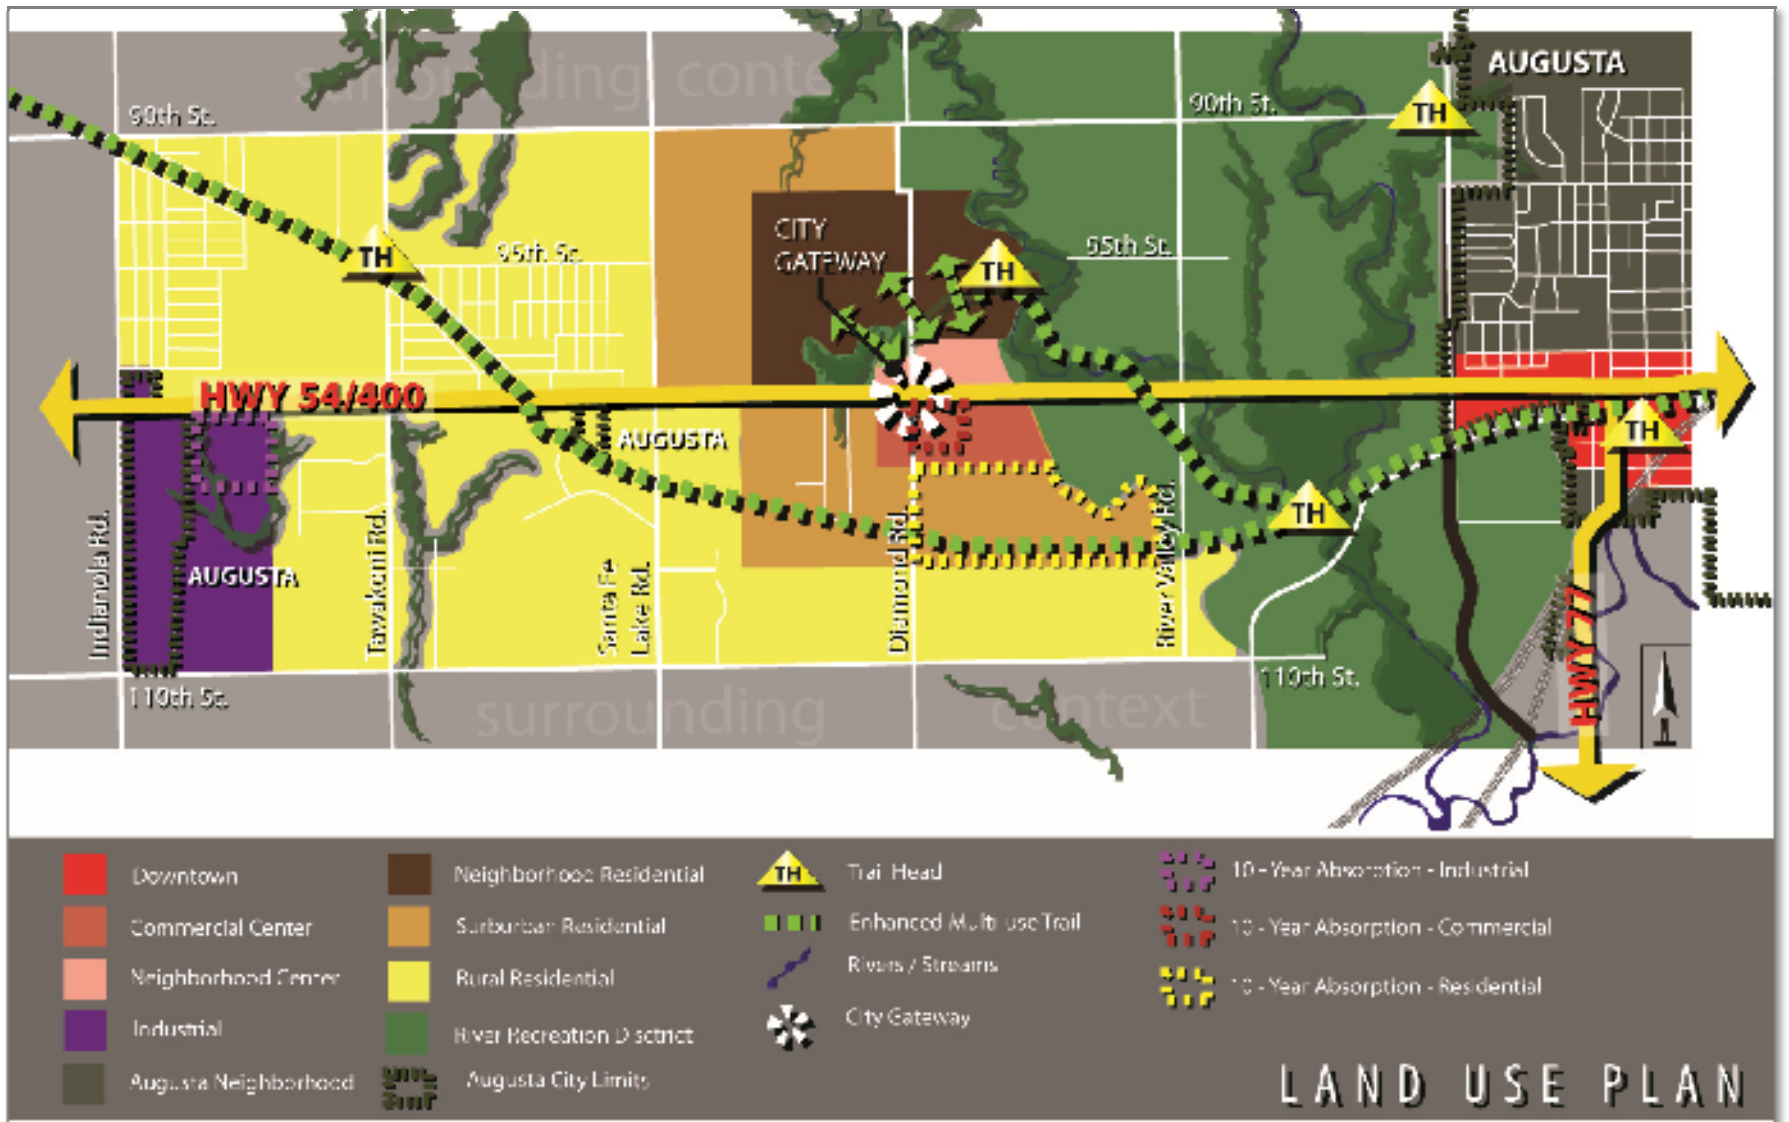 surrounding conte
AUGUSTA
90th St.
90th St.
TH
CITY
GATEWAY
95th St.
95th St.
TH
TH
HWY 54/400
AUGUSTA
TH
TH
Indianola Rd.
Tawakoni Rd.
Santa Fe
Lake Rd.
Diamond Rd.
River Valley Rd.
AUGUSTA
HWY 77
110th St.
110th St.
surrounding context
Downtown
Commercial Center
Neighborhood Center
Industrial
Augusta Neighborhood
Neighborhood Residential
Surburban Residential
Rural Residential
River Recreation District
Augusta City Limits
TH Trail Head
Enhanced Multi-use Trail
Rivers / Streams
City Gateway
10 - Year Absorption - Industrial
10 - Year Absorption - Commercial
10 - Year Absorption - Residential
LAND USE PLAN